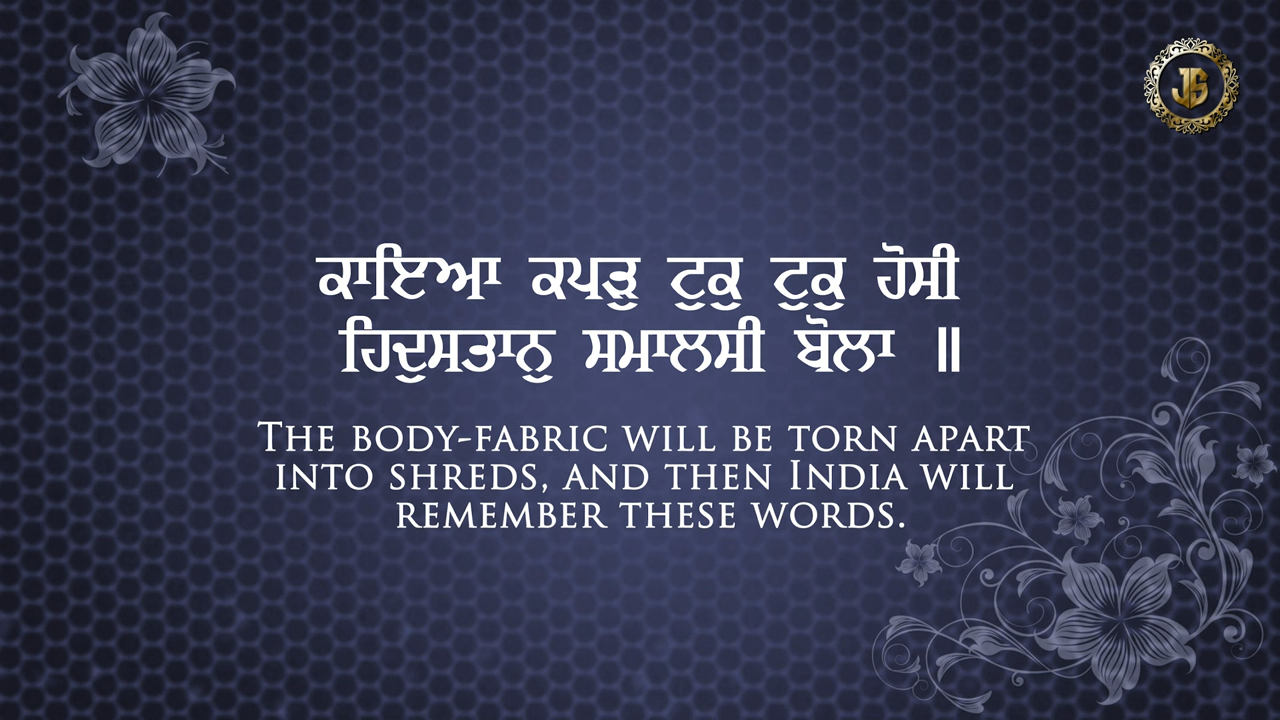 JS
ਕਾਇਆ ਕਪੜੁ ਟੁਕੁ ਟੁਕੁ ਹੋਸੀ
ਹਿਦੁਸਤਾਨੁ ਸਮਾਲਸੀ ਬੋਲਾ ॥
THE BODY-FABRIC WILL BE TORN APART
INTO SHREDS, AND THEN INDIA WILL
REMEMBER THESE WORDS.